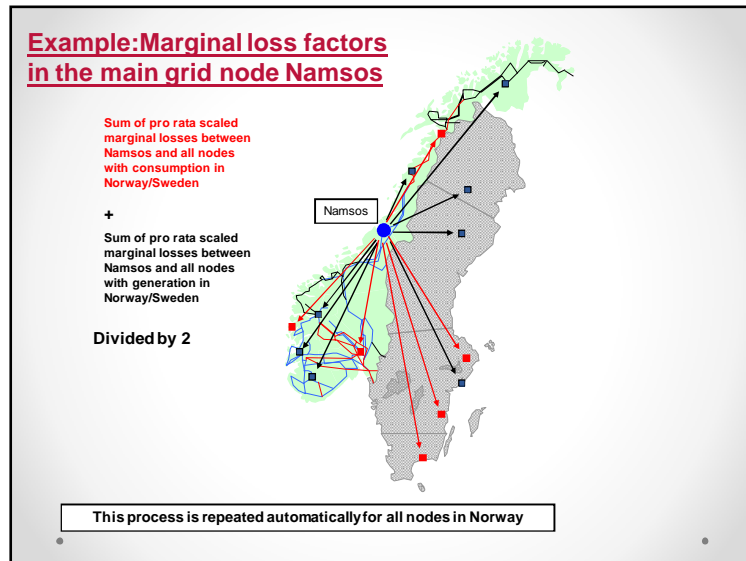 Example:Marginal loss factors
in the main grid node Namsos
Sum of pro rata scaled
marginal losses between
Namsos and all nodes
with consumption in
Norway/Sweden
+
Sum of pro rata scaled
marginal losses between
Namsos and all nodes
with generation in
Norway/Sweden
Divided by 2
Namsos
This process is repeated automatically for all nodes in Norway